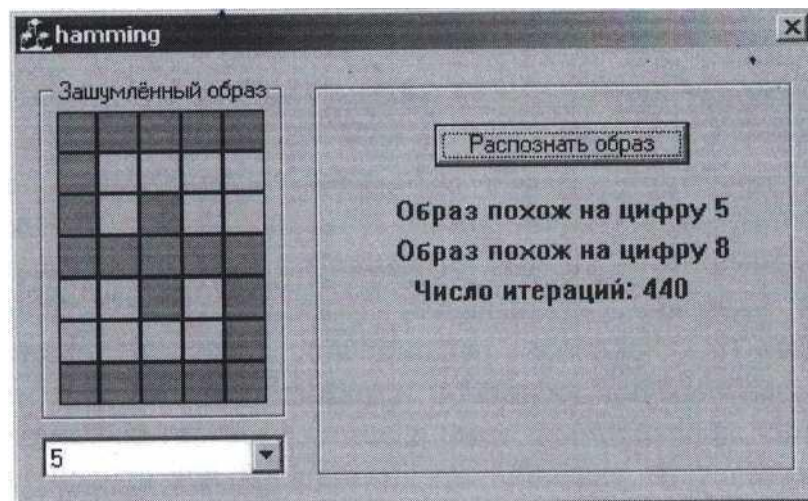 hamming
Зашумлённый образ
Распознать образ
Образ похож на цифру 5
Образ похож на цифру 8
Число итераций: 440
5